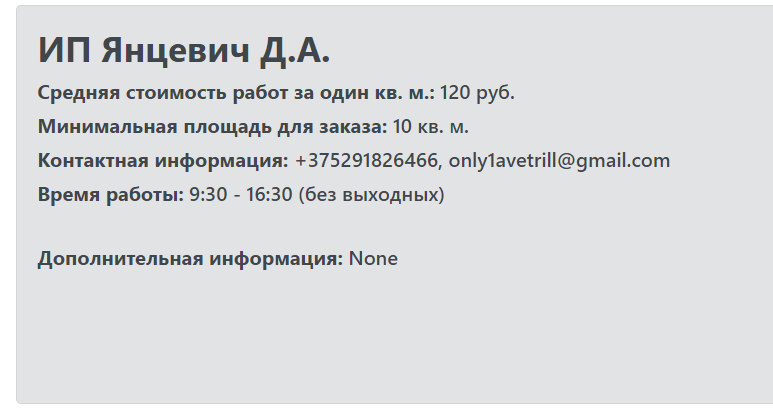 ИП Янцевич Д.А.
Средняя стоимость работ за один кв. м.: 120 руб.
Минимальная площадь для заказа: 10 кв. м.
Контактная информация: +375291826466, only1avetrill@gmail.com
Время работы: 9:30 - 16:30 (без выходных)
Дополнительная информация: None